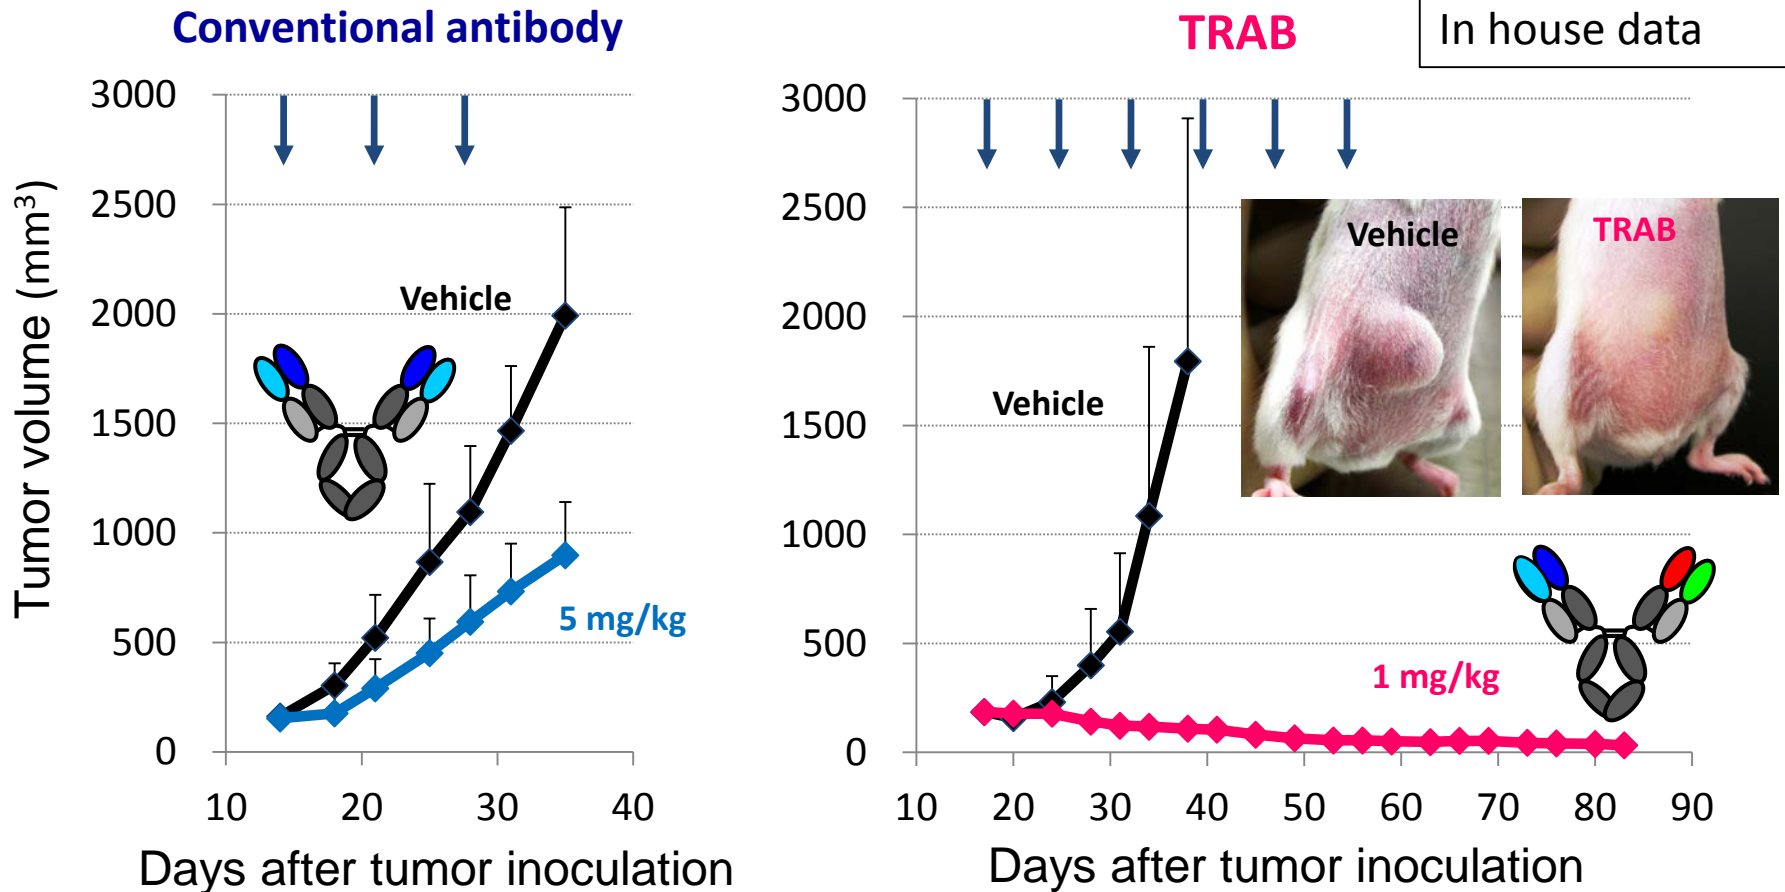 Conventional antibody
TRAB
In house data
Tumor volume (mm³)
3000
2500
2000
1500
1000
500
0
10
20
30
40
Vehicle
5 mg/kg
Days after tumor inoculation
3000
2500
2000
1500
1000
500
0
10
20
30
40
50
60
70
80
90
Vehicle
Vehicle
TRAB
1 mg/kg
Days after tumor inoculation